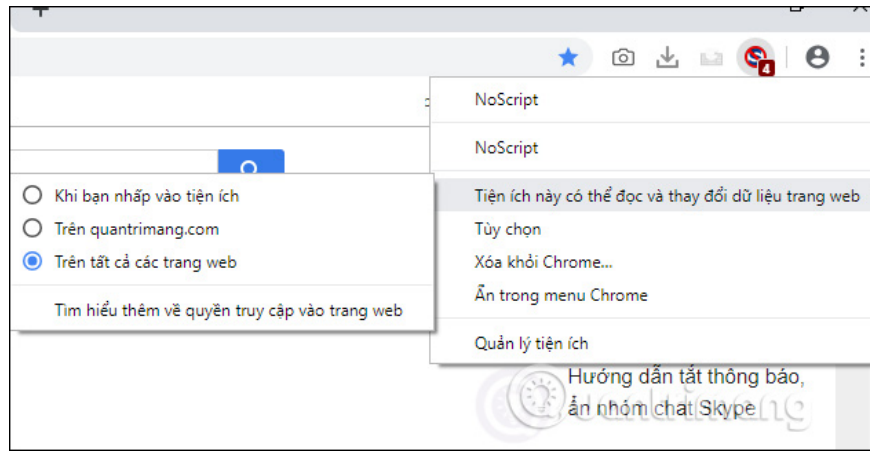 4
NoScript
NoScript
Tiện ích này có thể đọc và thay đổi dữ liệu trang web
Tùy chọn
Xóa khỏi Chrome...
Ẩn trong menu Chrome
Quản lý tiện ích
Khi bạn nhấp vào tiện ích
Trên quantrimang.com
Trên tất cả các trang web
Tìm hiểu thêm về quyền truy cập vào trang web
Hướng dẫn tắt thông báo,
ẩn nhóm chat Skype
quantrimang